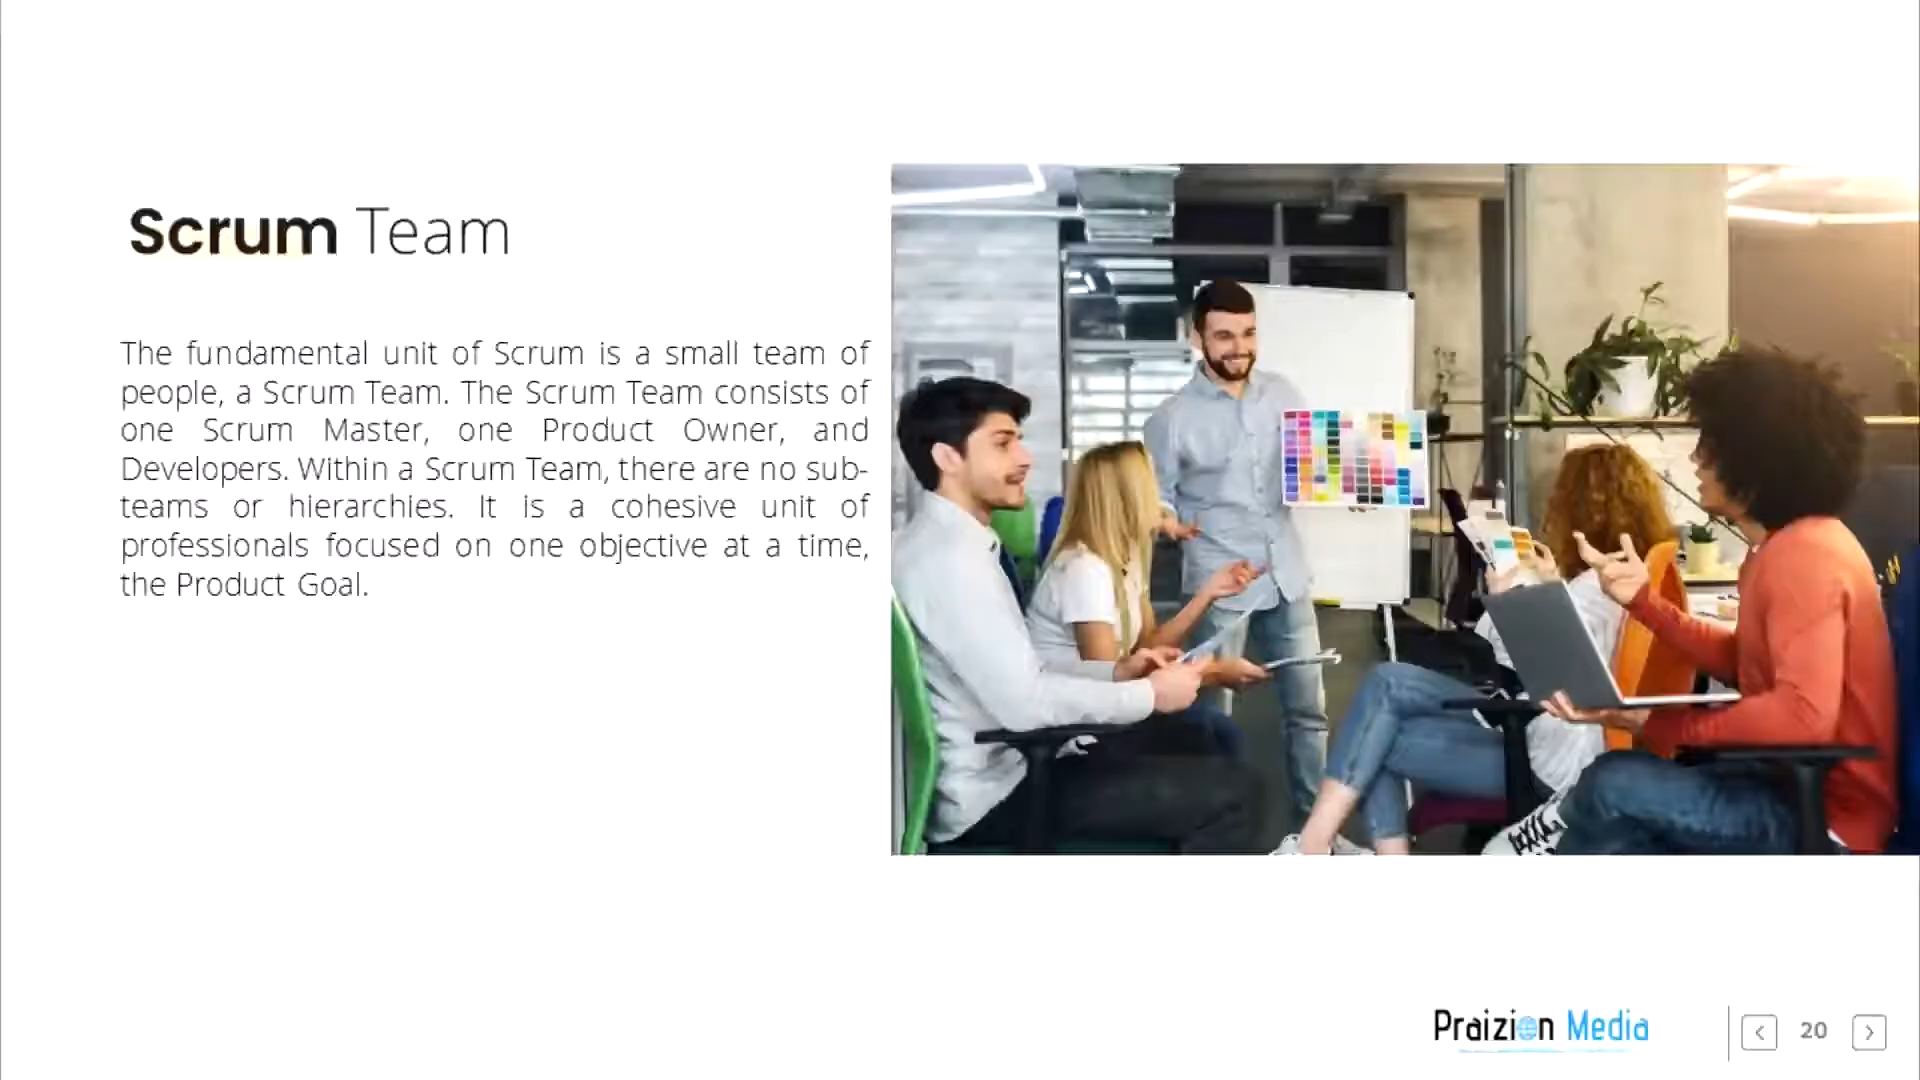 Scrum Team
The fundamental unit of Scrum is a small team of
people, a Scrum Team. The Scrum Team consists of
one Scrum Master, one Product Owner, and
Developers. Within a Scrum Team, there are no sub-
teams or hierarchies. It is a cohesive unit of
professionals focused on one objective at a time,
the Product Goal.
Praizion Media
20